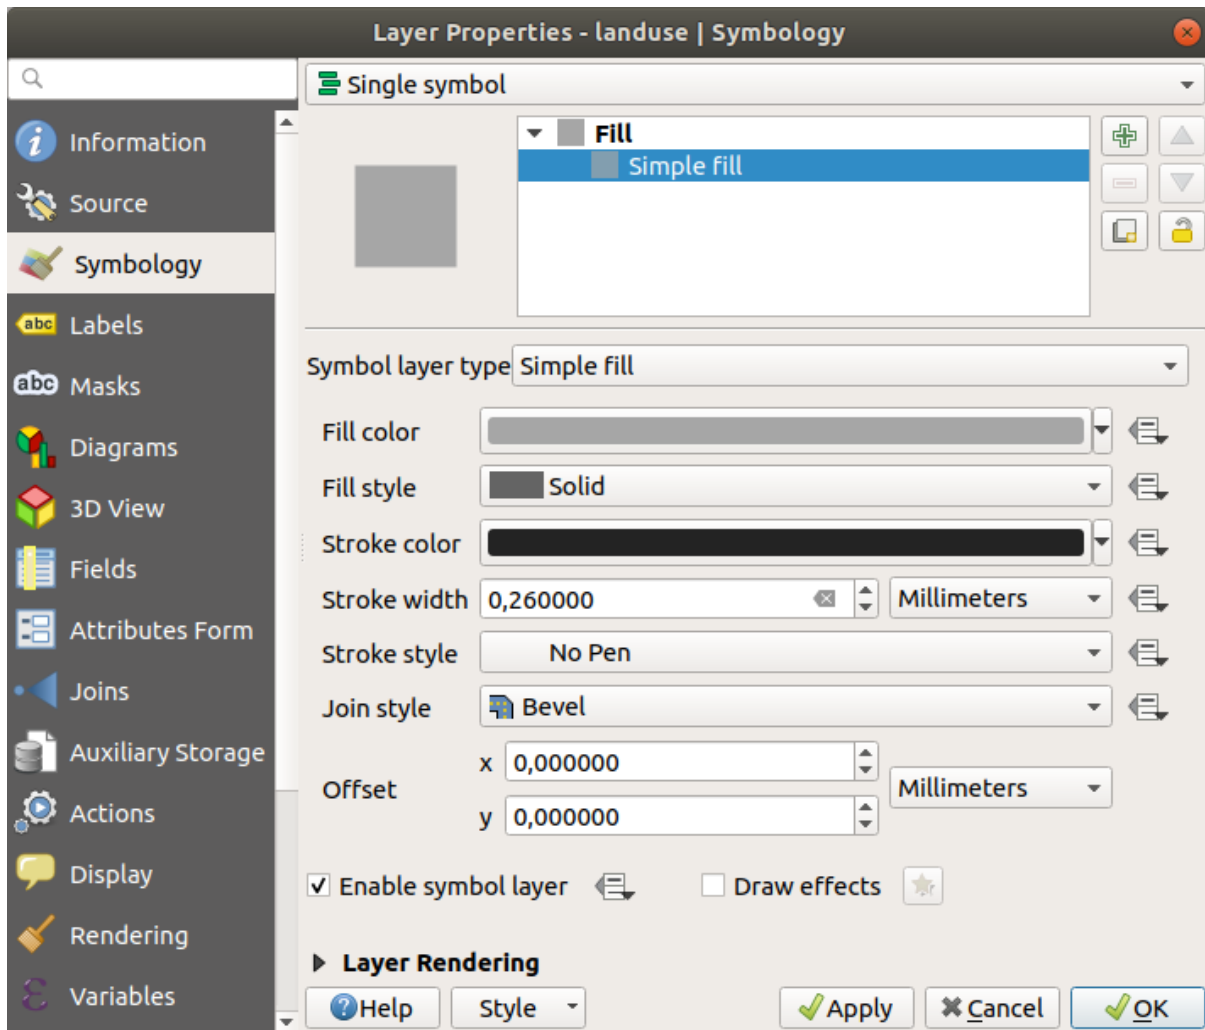 Layer Properties - landuse | Symbology
Single symbol
Information
Source
Symbology
Labels
Masks
Diagrams
3D View
Fields
Attributes Form
Joins
Auxiliary Storage
Actions
Display
Rendering
Variables
abc
abc
Fill
Simple fill
Symbol layer type Simple fill
Fill color
Fill style Solid
Stroke color
Stroke width 0,260000 Millimeters
Stroke style No Pen
Join style Bevel
Offset
x 0,000000
y 0,000000
Millimeters
Enable symbol layer Draw effects
Layer Rendering
Help Style Apply Cancel OK